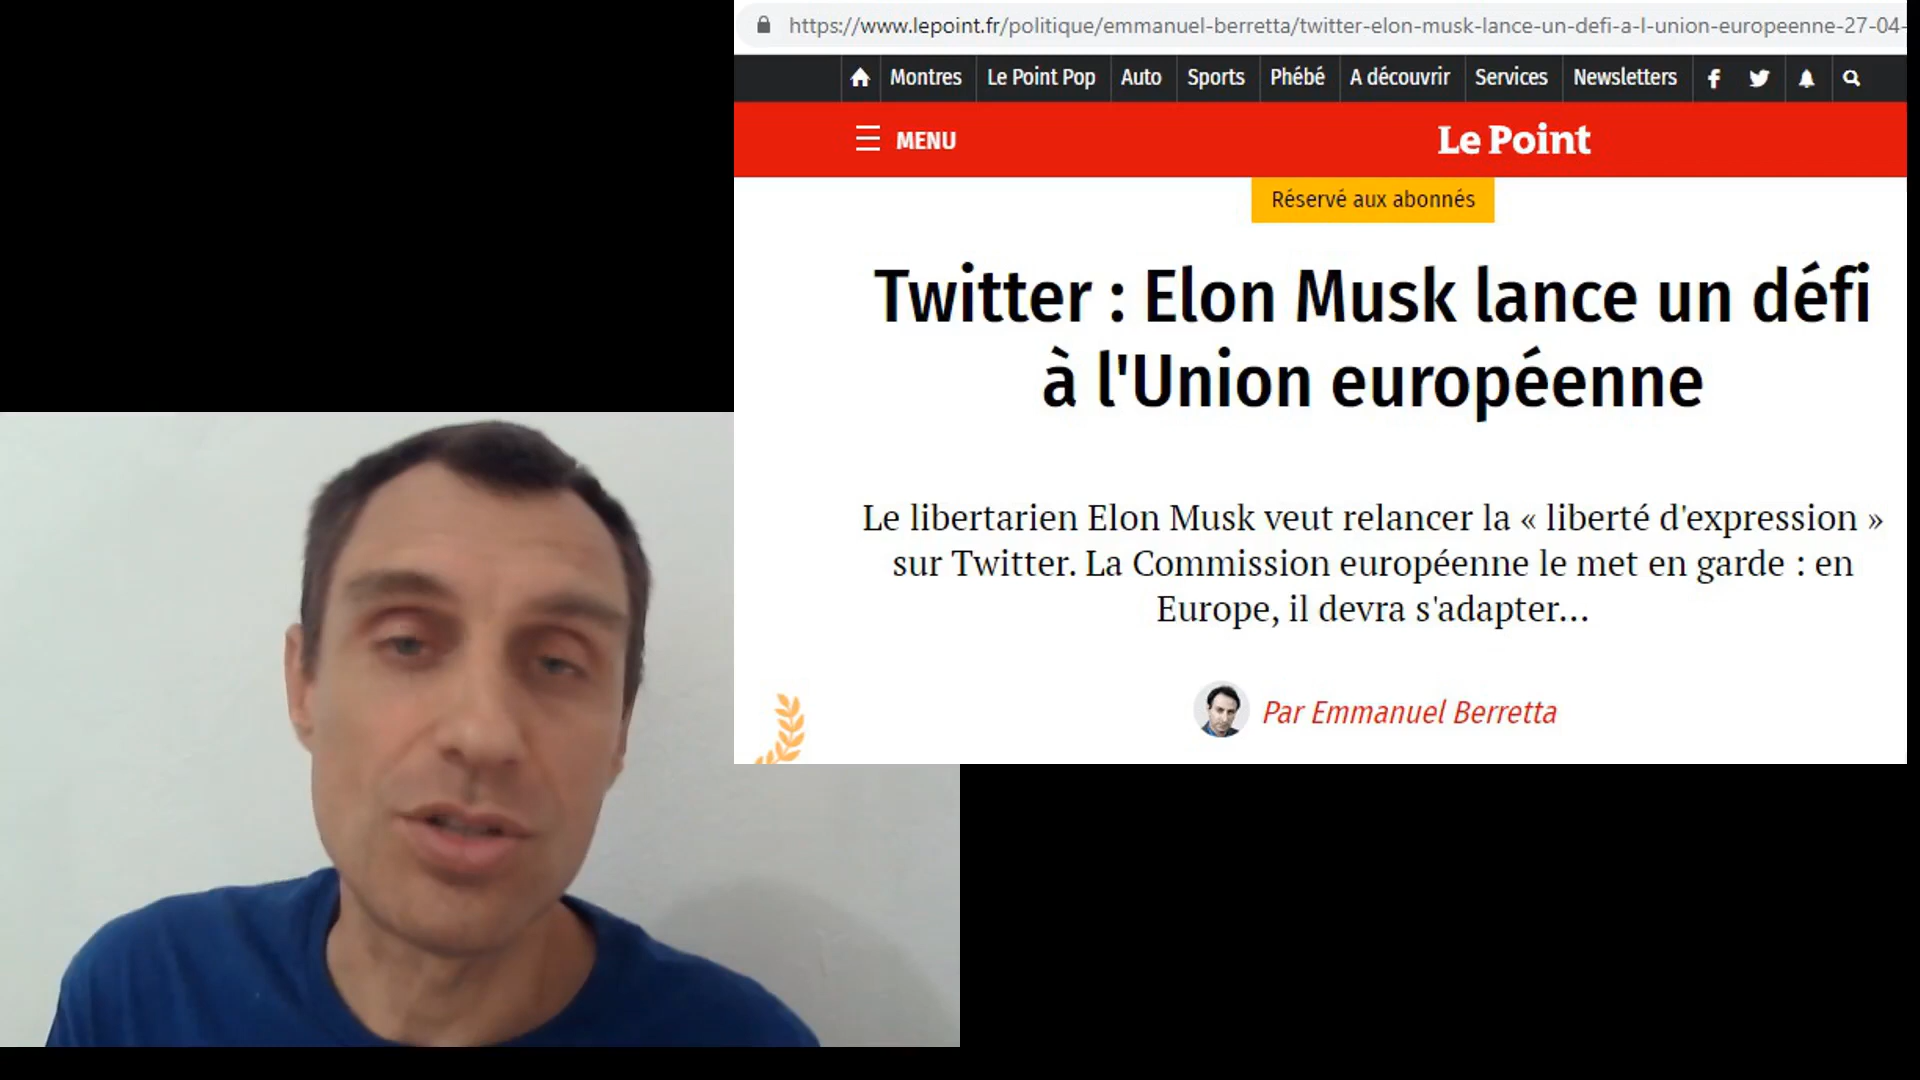 https://www.lepoint.fr/politique/emmanuel-berretta/twitter-elon-musk-lance-un-defi-a-l-union-europeenne-27-04-
Montres Le Point Pop Auto Sports Phébé A découvrir Services Newsletters
MENU Le Point
Réservé aux abonnés
Twitter : Elon Musk lance un défi
à l'Union européenne
Le libertarien Elon Musk veut relancer la « liberté d'expression »
sur Twitter. La Commission européenne le met en garde : en
Europe, il devra s'adapter...
Par Emmanuel Berretta